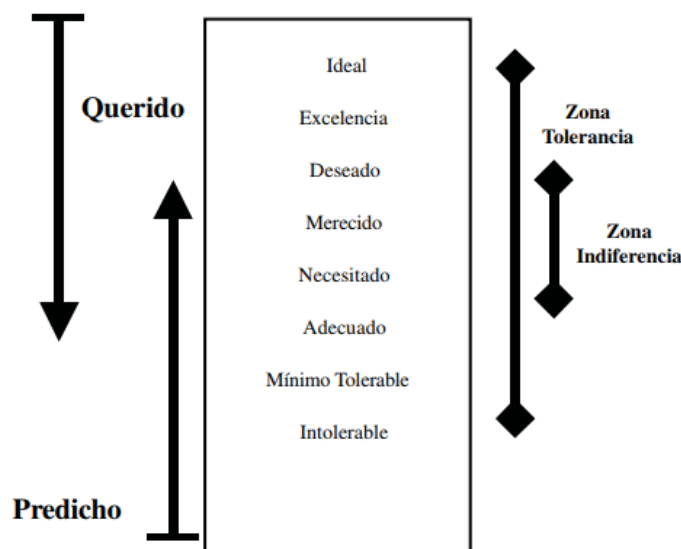 Ideal
Querido
Excelencia
Zona
Tolerancia
Deseado
Merecido
Zona
Indiferencia
Necesitado
Adecuado
Mínimo Tolerable
Intolerable
Predicho